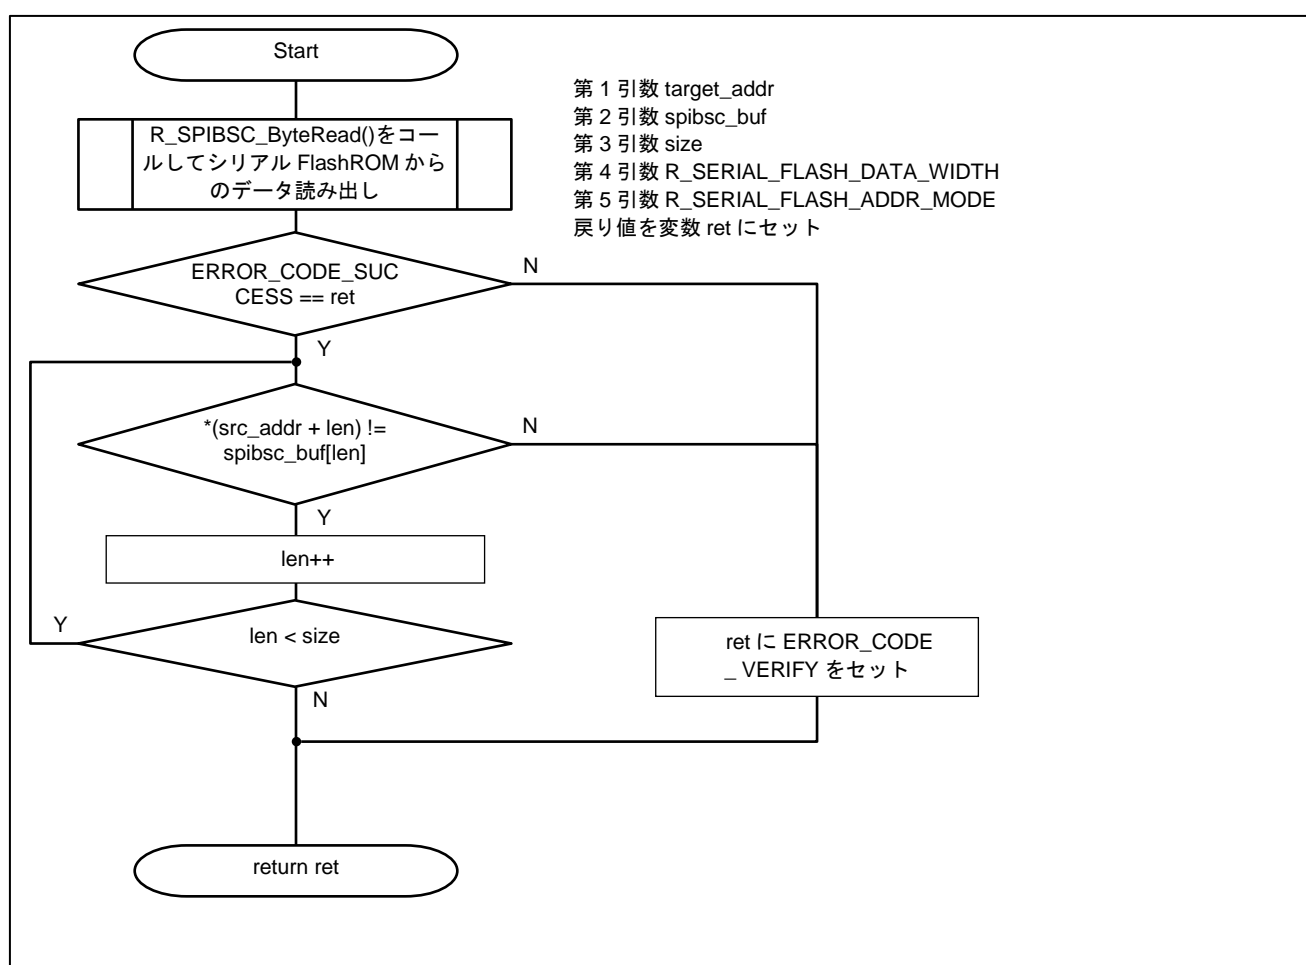 Start
第 1 引数 target_addr
第 2 引数 spibsc_buf
第 3 引数 size
第 4 引数 R_SERIAL_FLASH_DATA_WIDTH
第 5 引数 R_SERIAL_FLASH_ADDR_MODE
戻り値を変数 ret にセット
R_SPIBSC_ByteRead()をコー
ルしてシリアル FlashROM から
のデータ読み出し
ERROR_CODE_SUC
CESS == ret
N
Y
*(src_addr + len) !=
spibsc_buf[len]
N
Y
len++
Y
len < size
N
ret に ERROR_CODE
_ VERIFY をセット
return ret